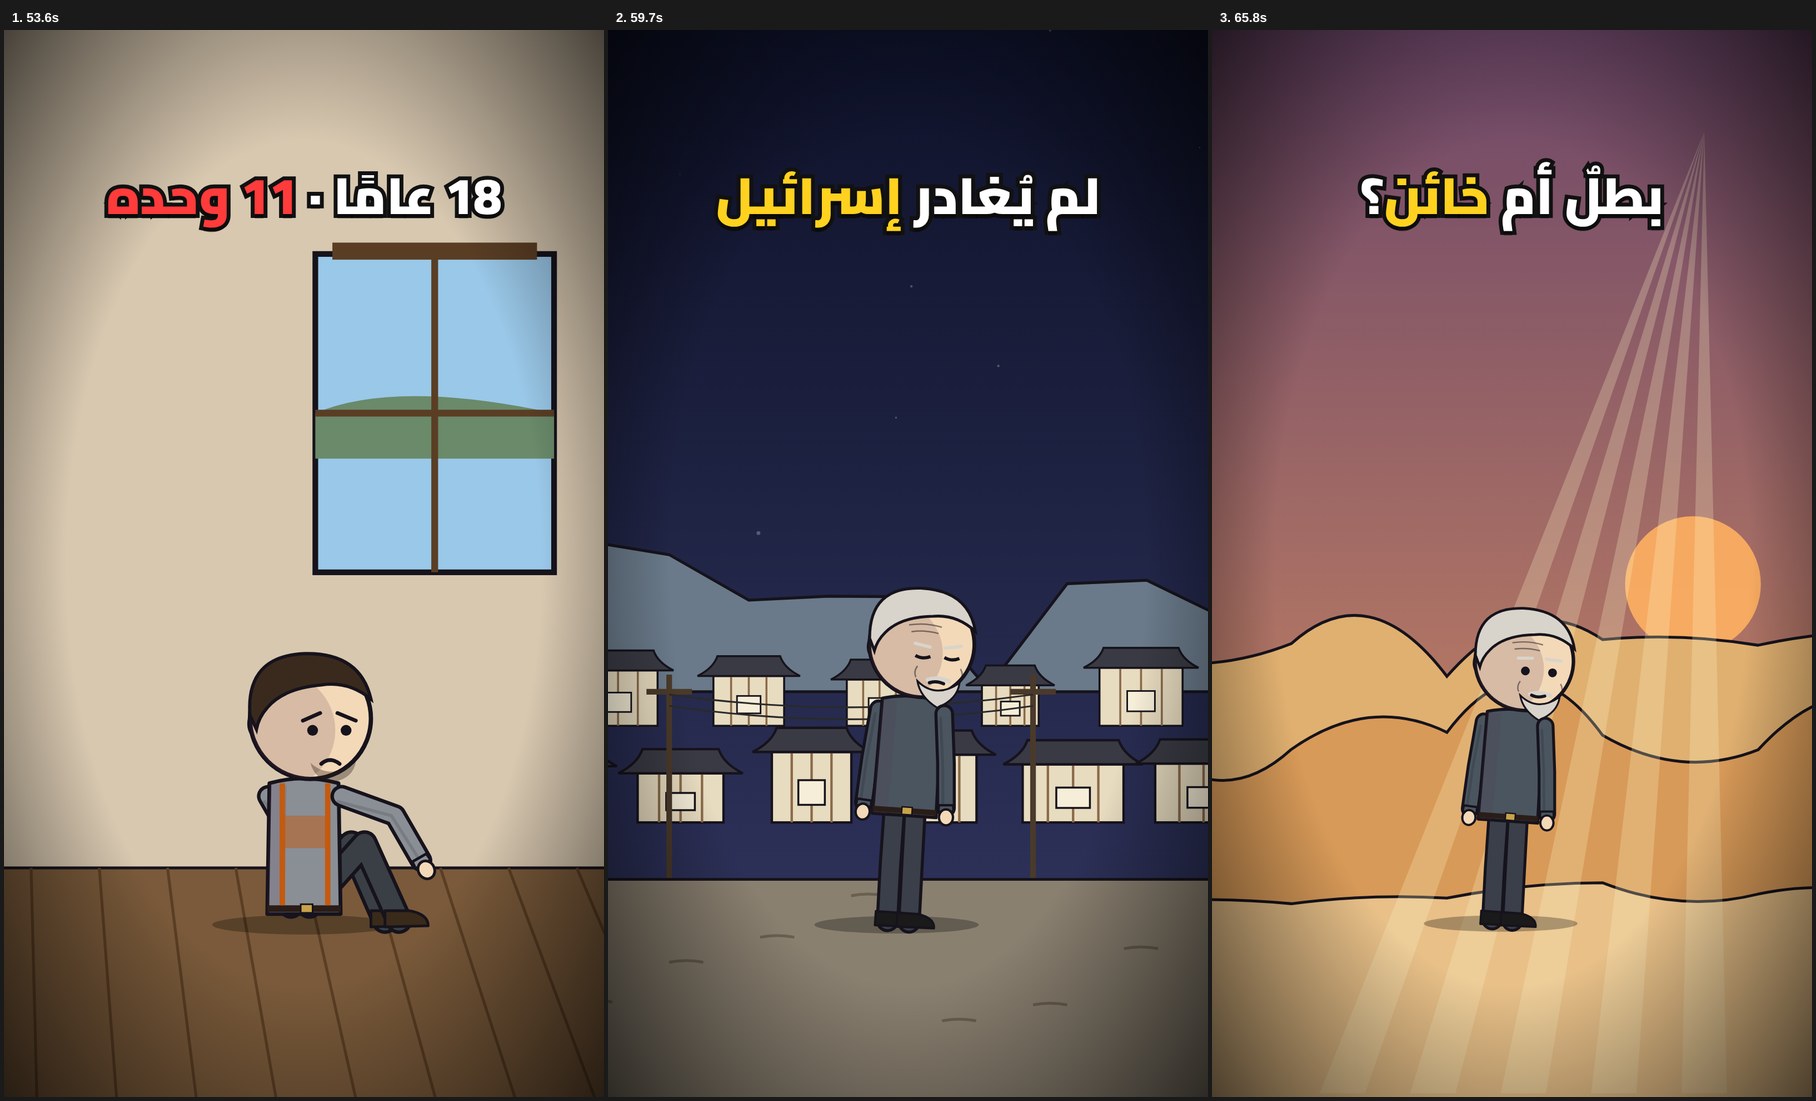 1. 53.6s
18 عامًا · 11 وحده
2. 59.7s
لم يُغادر إسرائيل
3. 65.8s
بطلٌ أم خائن؟